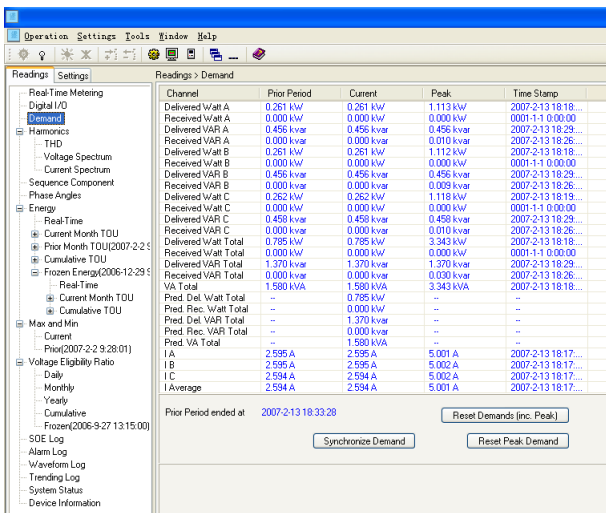 Operation Settings Tools Window Help
Readings Settings
Real-Time Metering
Digital I/O
Demand
Harmonics
THD
Voltage Spectrum
Current Spectrum
Sequence Component
Phase Angles
Energy
Real-Time
Current Month TOU
Prior Month TOU(2007-2-2 9
Cumulative TOU
Frozen Energy(2006-12-29 9
Real-Time
Current Month TOU
Cumulative TOU
Max and Min
Current
Prior(2007-2-2 9:28:01)
Voltage Eligibility Ratio
Daily
Monthly
Yearly
Cumulative
Frozen(2006-9-27 13:15:00)
SOE Log
Alarm Log
Waveform Log
Trending Log
System Status
Device Information
Readings > Demand
Channel Prior Period Current Peak Time Stamp
Delivered Watt A 0.261 kW 0.261 kW 1.113 kW 2007-2-13 18:18:...
Received Watt A 0.000 kW 0.000 kW 0.000 kW 0001-1-1 0:00:00
Delivered VAR A 0.456 kvar 0.456 kvar 0.456 kvar 2007-2-13 18:29:...
Received VAR A 0.000 kvar 0.000 kvar 0.010 kvar 2007-2-13 18:26:...
Delivered Watt B 0.261 kW 0.261 kW 1.112 kW 2007-2-13 18:18:...
Received Watt B 0.000 kW 0.000 kW 0.000 kW 0001-1-1 0:00:00
Delivered VAR B 0.456 kvar 0.456 kvar 0.456 kvar 2007-2-13 18:29:...
Received VAR B 0.000 kvar 0.000 kvar 0.009 kvar 2007-2-13 18:26:...
Delivered Watt C 0.262 kW 0.262 kW 1.118 kW 2007-2-13 18:19:...
Received Watt C 0.000 kW 0.000 kW 0.000 kW 0001-1-1 0:00:00
Delivered VAR C 0.458 kvar 0.458 kvar 0.458 kvar 2007-2-13 18:29:...
Received VAR C 0.000 kvar 0.000 kvar 0.010 kvar 2007-2-13 18:26:...
Delivered Watt Total 0.785 kW 0.785 kW 3.343 kW 2007-2-13 18:18:...
Received Watt Total 0.000 kW 0.000 kW 0.000 kW 0001-1-1 0:00:00
Delivered VAR Total 1.370 kvar 1.370 kvar 1.370 kvar 2007-2-13 18:29:...
Received VAR Total 0.000 kvar 0.000 kvar 0.030 kvar 2007-2-13 18:26:...
VA Total 1.580 kVA 1.580 kVA 3.343 kVA 2007-2-13 18:18:...
Pred. Del. Watt Total -- 0.785 kW -- --
Pred. Rec. Watt Total -- 0.000 kW -- --
Pred. Del. VAR Total -- 1.370 kvar -- --
Pred. Rec. VAR Total -- 0.000 kvar -- --
Pred. VA Total -- 1.580 kVA -- --
I A 2.595 A 2.595 A 5.001 A 2007-2-13 18:17:...
I B 2.595 A 2.595 A 5.002 A 2007-2-13 18:17:...
I C 2.594 A 2.594 A 5.002 A 2007-2-13 18:17:...
I Average 2.594 A 2.594 A 5.001 A 2007-2-13 18:17:...
Prior Period ended at 2007-2-13 18:33:28
Reset Demands (inc. Peak)
Synchronize Demand Reset Peak Demand